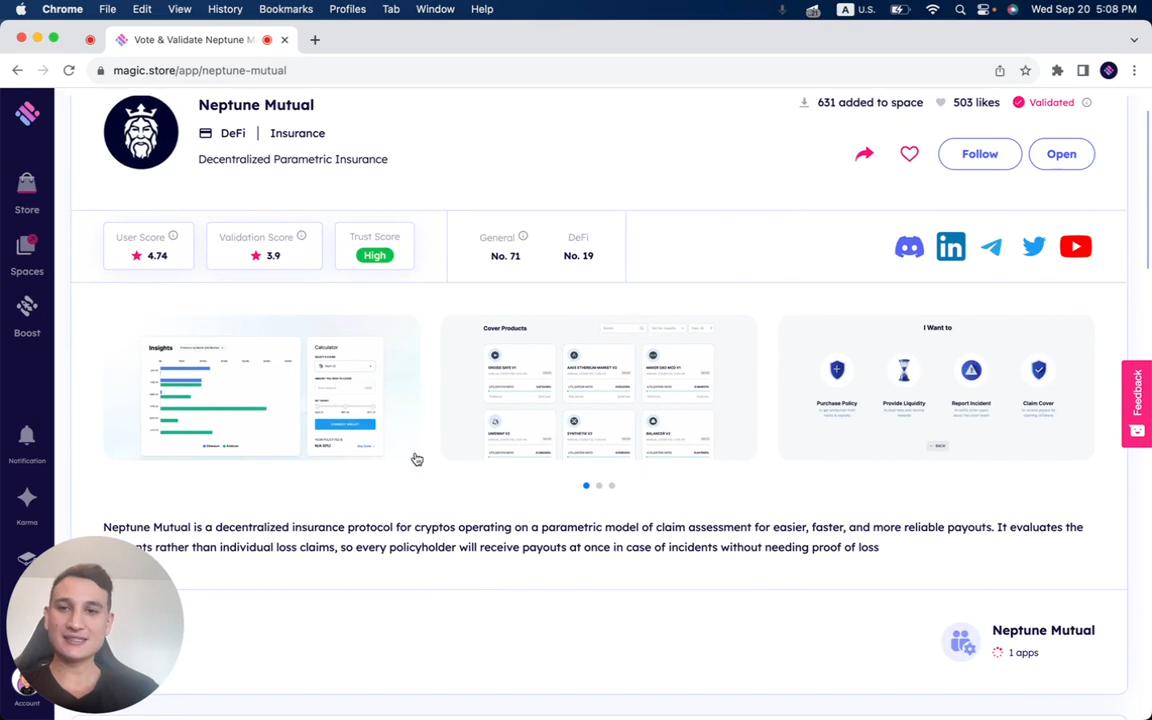 Chrome File Edit View History Bookmarks Profiles Tab Window Help
A U.S.
Wed Sep 20 5:08 PM
Vote & Validate Neptune M
magic.store/app/neptune-mutual
Neptune Mutual
DeFi | Insurance
Decentralized Parametric Insurance
631 added to space 503 likes Validated
Follow Open
Store
Spaces
Boost
Notification
Karma
Account
User Score
4.74
Validation Score
3.9
Trust Score
High
General
No. 71
DeFi
No. 19
Insights
Calculator
Cover Products
I Want to
Purchase Policy
Provide Liquidity
Report Incident
Claim Cover
BACK
Feedback
Neptune Mutual is a decentralized insurance protocol for cryptos operating on a parametric model of claim assessment for easier, faster, and more reliable payouts. It evaluates the
rather than individual loss claims, so every policyholder will receive payouts at once in case of incidents without needing proof of loss
Neptune Mutual
1 apps